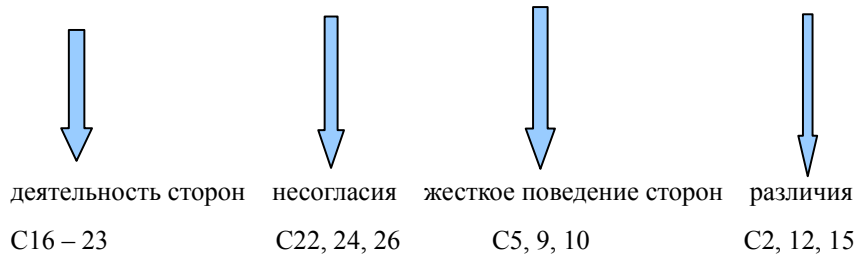 деятельность сторон несогласия жесткое поведение сторон различия
С16 – 23 С22, 24, 26 С5, 9, 10 С2, 12, 15